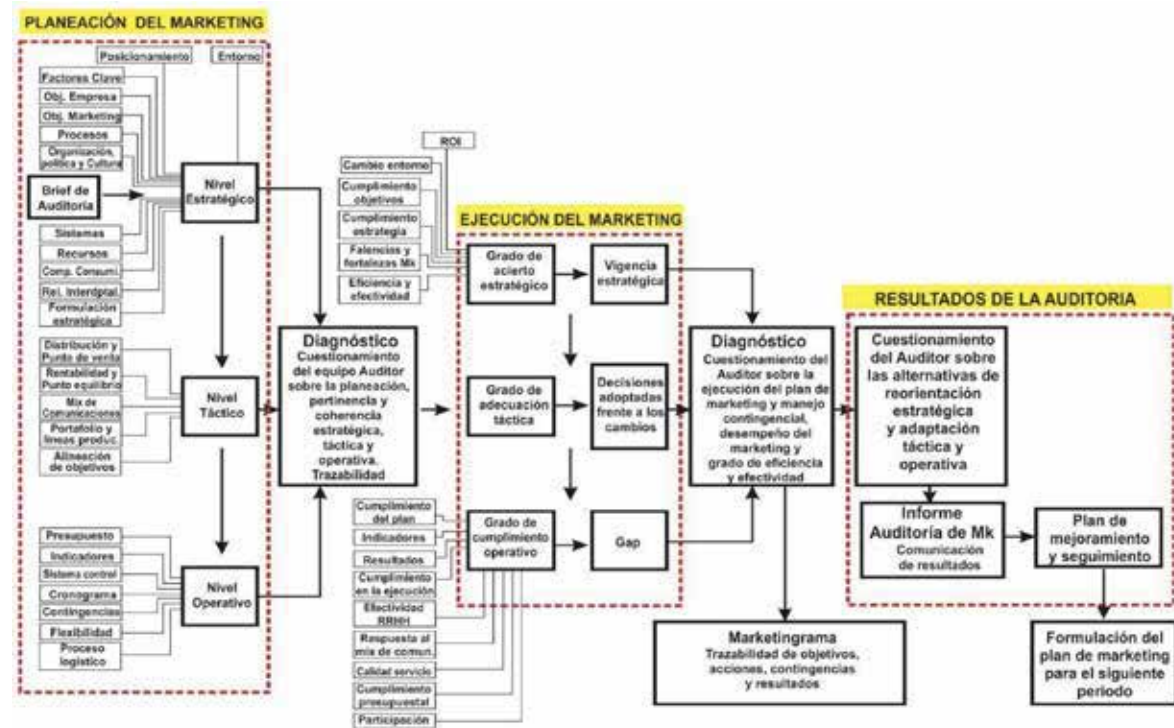 PLANEACIÓN DEL MARKETING
Posicionamiento
Entorno
Factores Clave
Obj. Empresa
Obj. Marketing
Procesos
Organización,
política y Cultura
Brief de
Auditoría
Nivel
Estratégico
Sistemas
Recursos
Comp. Consumi.
Rel. Interdptal.
Formulación
estratégica
Distribución y
Punto de venta
Rentabilidad y
Punto equilibrio
Mix de
Comunicaciones
Portafolio y
líneas produc.
Alineación
de objetivos
Nivel
Táctico
Presupuesto
Indicadores
Sistema control
Cronograma
Contingencias
Flexibilidad
Proceso
logístico
Nivel
Operativo
Diagnóstico
Cuestionamiento
del equipo Auditor
sobre la planeación,
pertinencia y
coherencia
estratégica,
táctica y
operativa.
Trazabilidad
ROI
Cambio entorno
Cumplimiento
objetivos
Cumplimiento
estrategia
Falencias y
fortalezas Mk
Eficiencia y
efectividad
EJECUCIÓN DEL MARKETING
Grado de
acierto
estratégico
Vigencia
estratégica
Grado de
adecuación
táctica
Decisiones
adoptadas
frente a los
cambios
Cumplimiento
del plan
Indicadores
Resultados
Cumplimiento
en la ejecución
Efectividad
RRHH
Respuesta al
mix de comun.
Calidad servicio
Cumplimiento
presupuestal
Participación
Grado de
cumplimiento
operativo
Gap
Diagnóstico
Cuestionamiento del
Auditor sobre la
ejecución del plan de
marketing y manejo
contingencial,
desempeño del
marketing y
grado de eficiencia
y efectividad
Marketingrama
Trazabilidad de objetivos,
acciones, contingencias
y resultados
RESULTADOS DE LA AUDITORIA
Cuestionamiento
del Auditor sobre
las alternativas de
reorientación
estratégica
y adaptación
táctica y
operativa
Informe
Auditoría de Mk
Comunicación
de resultados
Plan de
mejoramiento
y seguimiento
Formulación del
plan de marketing
para el siguiente
periodo